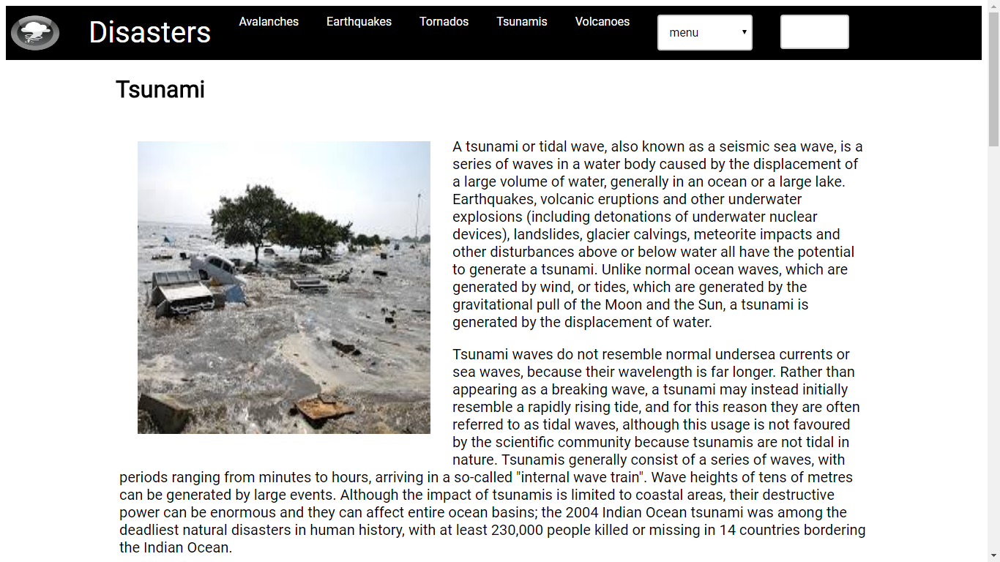 Disasters
Avalanches
Earthquakes
Tornados
Tsunamis
Volcanoes
menu
Tsunami
A tsunami or tidal wave, also known as a seismic sea wave, is a
series of waves in a water body caused by the displacement of
a large volume of water, generally in an ocean or a large lake.
Earthquakes, volcanic eruptions and other underwater
explosions (including detonations of underwater nuclear
devices), landslides, glacier calvings, meteorite impacts and
other disturbances above or below water all have the potential
to generate a tsunami. Unlike normal ocean waves, which are
generated by wind, or tides, which are generated by the
gravitational pull of the Moon and the Sun, a tsunami is
generated by the displacement of water.
Tsunami waves do not resemble normal undersea currents or
sea waves, because their wavelength is far longer. Rather than
appearing as a breaking wave, a tsunami may instead initially
resemble a rapidly rising tide, and for this reason they are often
referred to as tidal waves, although this usage is not favoured
by the scientific community because tsunamis are not tidal in
nature. Tsunamis generally consist of a series of waves, with
periods ranging from minutes to hours, arriving in a so-called "internal wave train". Wave heights of tens of metres
can be generated by large events. Although the impact of tsunamis is limited to coastal areas, their destructive
power can be enormous and they can affect entire ocean basins; the 2004 Indian Ocean tsunami was among the
deadliest natural disasters in human history, with at least 230,000 people killed or missing in 14 countries bordering
the Indian Ocean.